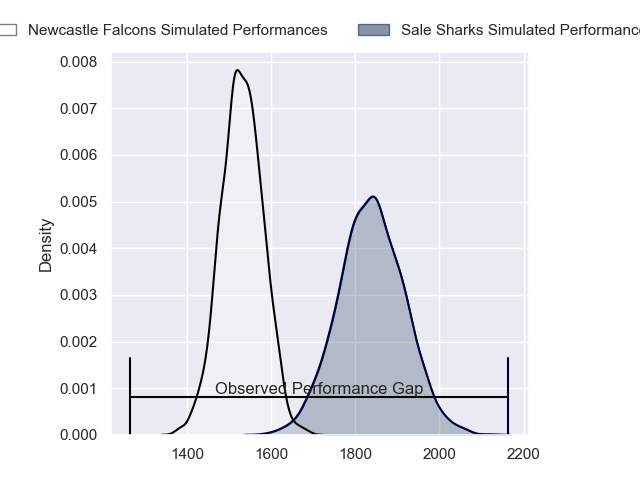 Newcastle Falcons Simulated Performances
Sale Sharks Simulated
0.008
0.007
0.006
0.005
0.004
0.003
0.002
0.001
0.000
Density
Observed Performance Gap
1400 1600 1800 2000 2200